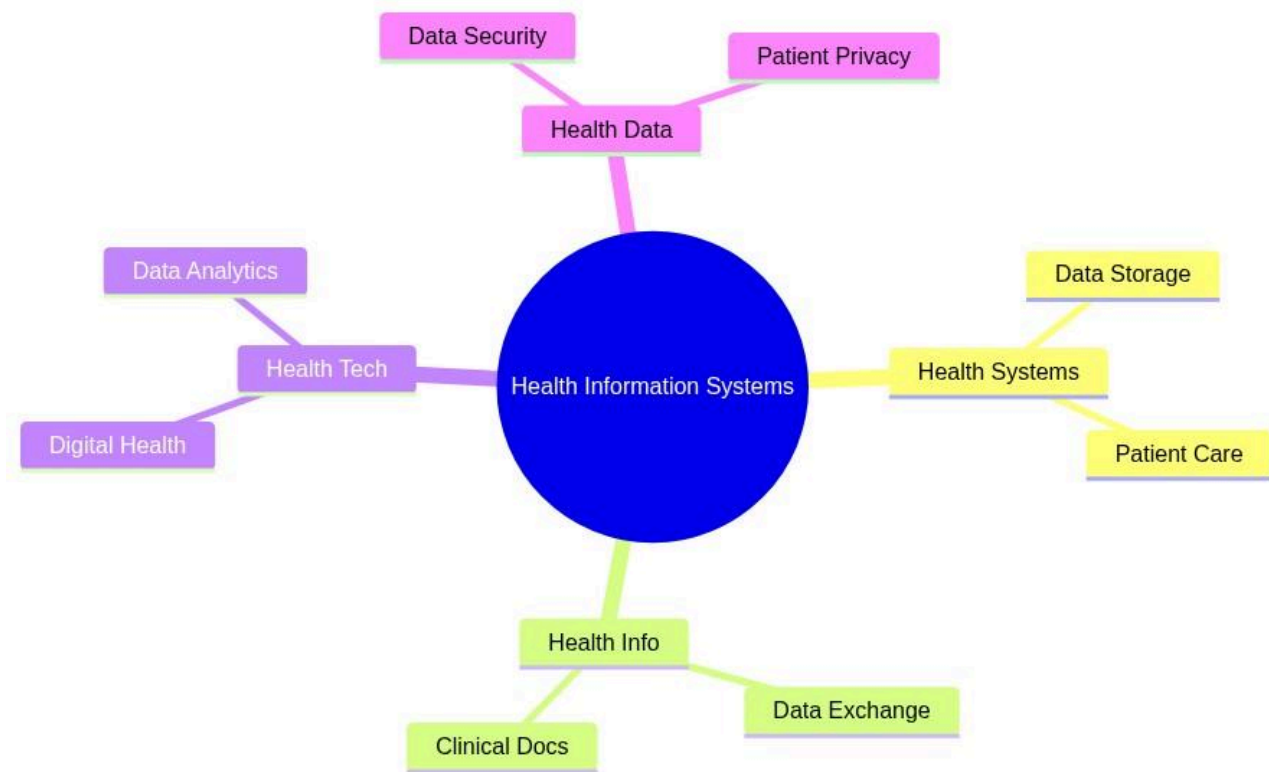 Data Security
Patient Privacy
Health Data
Data Analytics
Data Storage
Health Tech
Health Systems
Health Information Systems
Digital Health
Patient Care
Health Info
Data Exchange
Clinical Docs